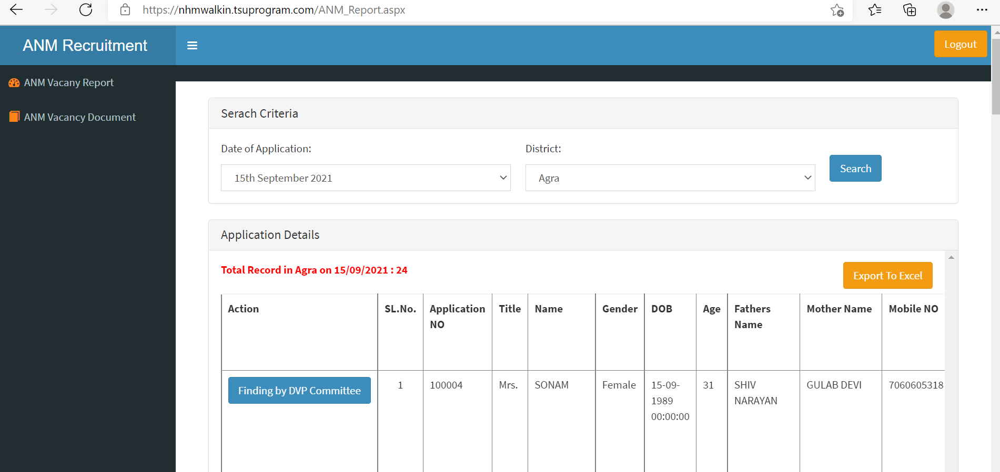 https://nhmwalkin.tsuprogram.com/ANM_Report.aspx
ANM Recruitment
Logout
ANM Vacany Report
ANM Vacancy Document
Serach Criteria
Date of Application:
District:
15th September 2021
Agra
Search
Application Details
Total Record in Agra on 15/09/2021 : 24
Export To Excel
Action SL.No. Application Title Name Gender DOB Age Fathers Mother Name Mobile NO
NO Name
Finding by DVP Committee 1 100004 Mrs. SONAM Female 15-09- 31 SHIV GULAB DEVI 7060605318
1989 NARAYAN
00:00:00